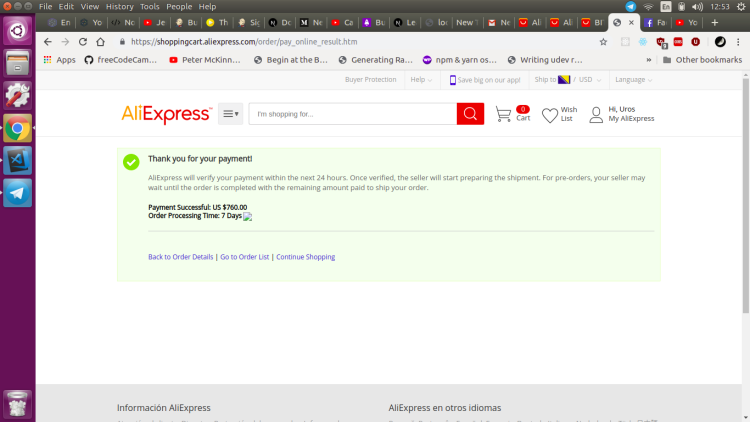 File Edit View History Bookmarks Tools People Help
En
12:53
En
Yo
No
Je
Bu
Th
Sig
Do
Ne
Ca
Bu
Le
loc
New T
Ne
Ali
Ali
Bl
Fa
Yo
https://shoppingcart.aliexpress.com/order/pay_online_result.htm
Apps
freeCodeCam...
Peter McKinn...
Begin at the B...
Generating Ra...
npm & yarn os...
Writing udev r...
»
Other bookmarks
Buyer Protection
Help
Save big on our app!
Ship to / USD
Language
AliExpress™
I'm shopping for...
0
Cart
Wish
List
Hi, Uros
My AliExpress
Thank you for your payment!
AliExpress will verify your payment within the next 24 hours. Once verified, the seller will start preparing the shipment. For pre-orders, your seller may
wait until the order is completed with the remaining amount paid to ship your order.
Payment Successful: US $760.00
Order Processing Time: 7 Days
Back to Order Details | Go to Order List | Continue Shopping
Información AliExpress
AliExpress en otros idiomas